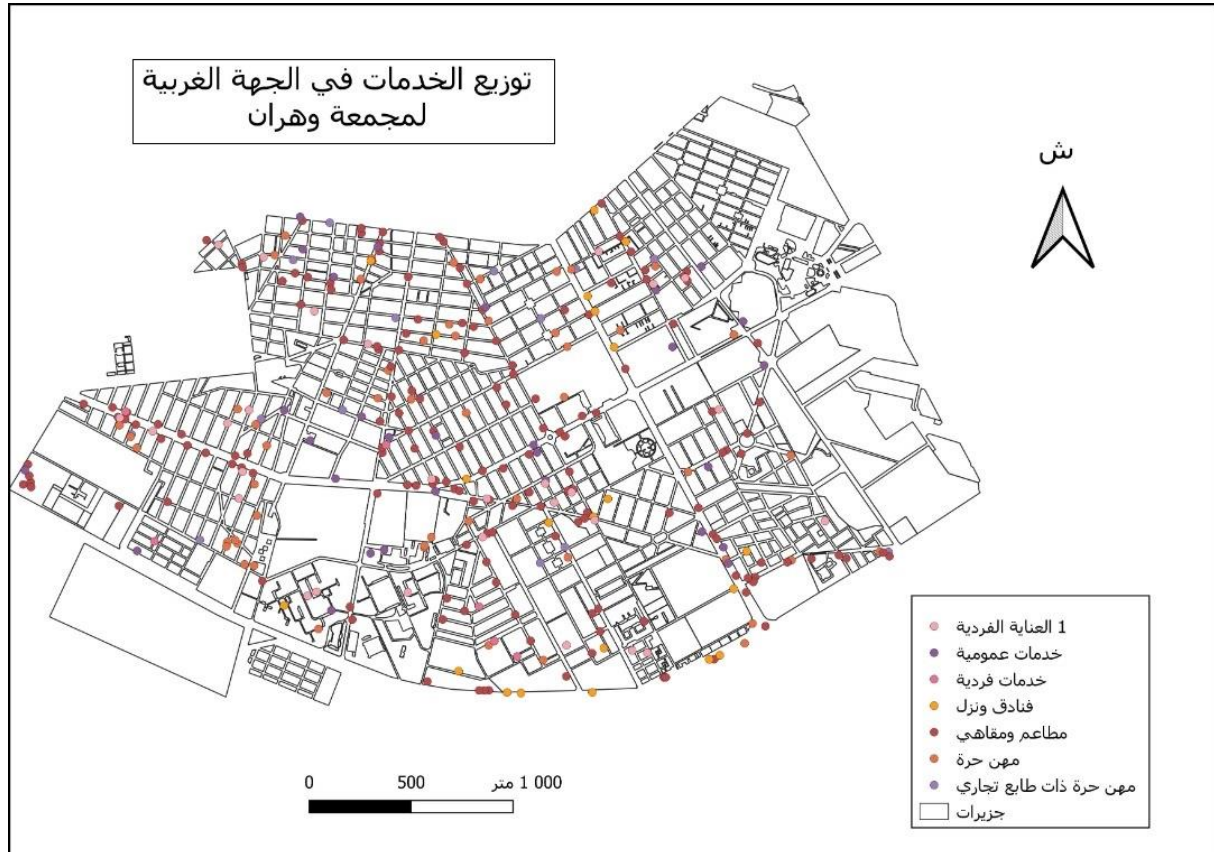 توزيع الخدمات في الجهة الغربية
لمجمعة وهران
ش
1 العناية الفردية
خدمات عمومية
خدمات فردية
فنادق ونزل
مطاعم ومقاهي
مهن حرة
مهن حرة ذات طابع تجاري
جزيرات
0 500 1 000 متر